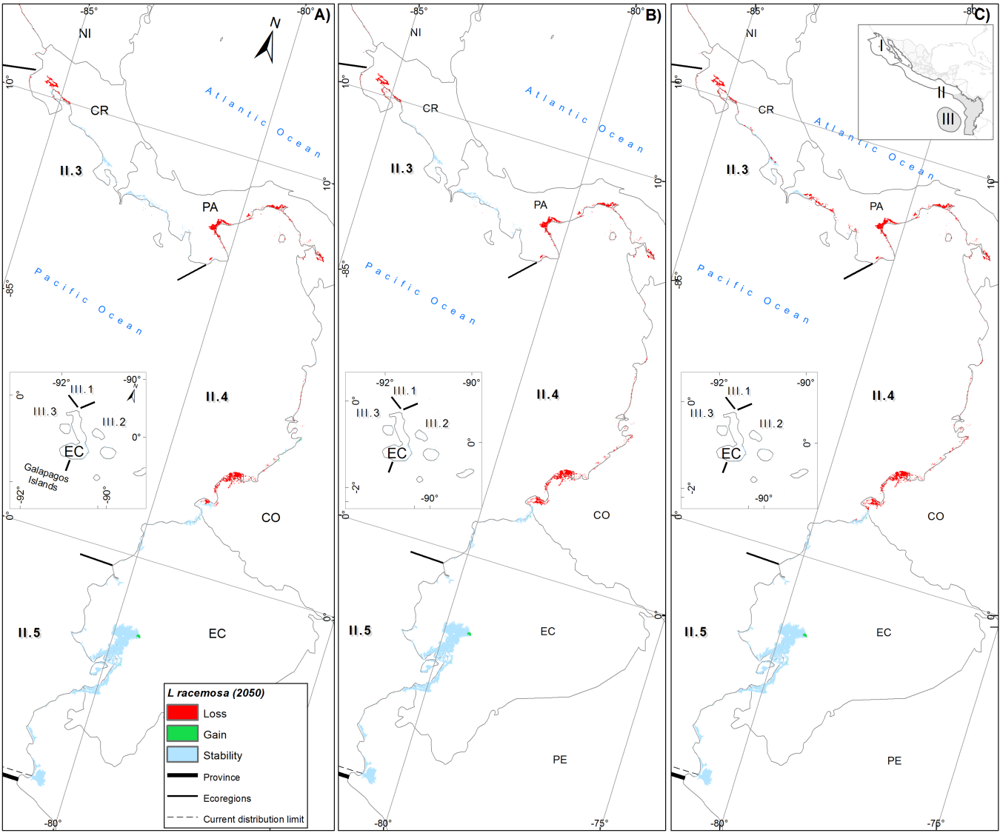 -85°
-80°
A)
NI
N
10°
Atlantic Ocean
CR
II.3
10°
PA
-85°
Pacific Ocean
-92°
-90°
III.1
N
0°
II.4
III.3
III.2
0°
EC
Galapagos
Islands
-92°
-90°
0°
CO
0°
II.5
EC
L racemosa (2050)
Loss
Gain
Stability
Province
Ecoregions
Current distribution limit
-80°
-85°
-80°
B)
NI
10°
Atlantic Ocean
CR
II.3
10°
PA
-85°
Pacific Ocean
-92°
-90°
III.1
II.4
0°
III.3
III.2
0°
EC
-2°
-90°
0°
CO
0°
II.5
EC
PE
-80°
-75°
-85°
-80°
C)
NI
I
10°
II
CR
III
Atlantic Ocean
II.3
10°
PA
-85°
Pacific Ocean
-92°
-90°
III.1
II.4
0°
III.3
III.2
0°
EC
-2°
-90°
0°
CO
0°
II.5
EC
PE
-80°
-75°